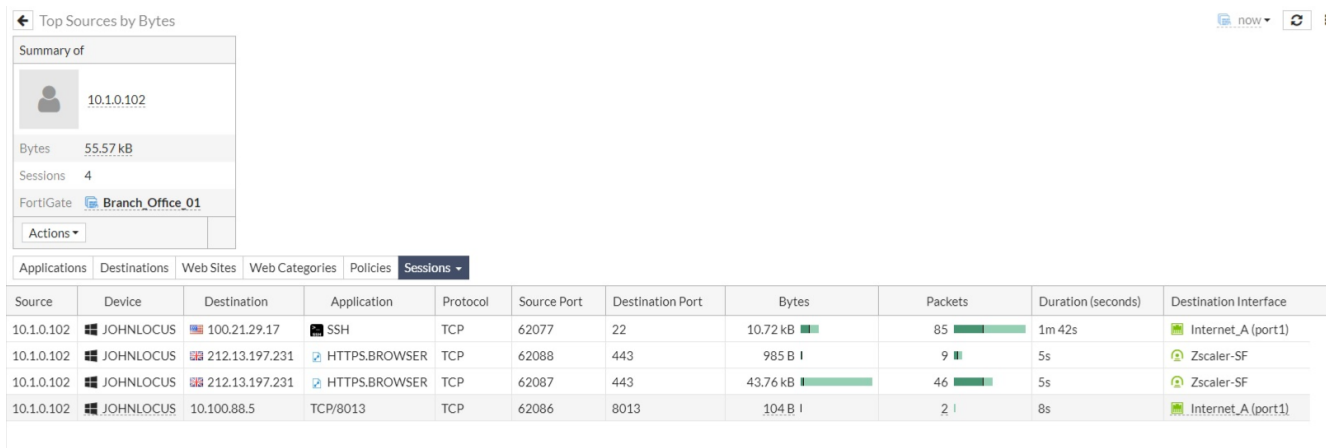 Top Sources by Bytes
now
Summary of
10.1.0.102
Bytes 55.57 kB
Sessions 4
FortiGate Branch_Office_01
Actions
Applications Destinations Web Sites Web Categories Policies Sessions
Source Device Destination Application Protocol Source Port Destination Port Bytes Packets Duration (seconds) Destination Interface
10.1.0.102 JOHNLOCUS 100.21.29.17 SSH TCP 62077 22 10.72 kB 85 1m 42s Internet_A (port1)
10.1.0.102 JOHNLOCUS 212.13.197.231 HTTPS.BROWSER TCP 62088 443 985 B 9 5s Zscaler-SF
10.1.0.102 JOHNLOCUS 212.13.197.231 HTTPS.BROWSER TCP 62087 443 43.76 kB 46 5s Zscaler-SF
10.1.0.102 JOHNLOCUS 10.100.88.5 TCP/8013 TCP 62086 8013 104 B 2 8s Internet_A (port1)